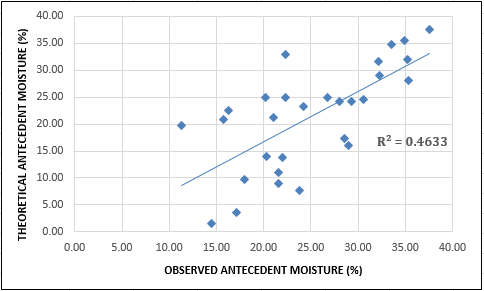 40.00
35.00
30.00
25.00
20.00
15.00
10.00
5.00
0.00
THEORETICAL ANTECEDENT MOISTURE (%)
R² = 0.4633
0.00 5.00 10.00 15.00 20.00 25.00 30.00 35.00 40.00
OBSERVED ANTECEDENT MOISTURE (%)